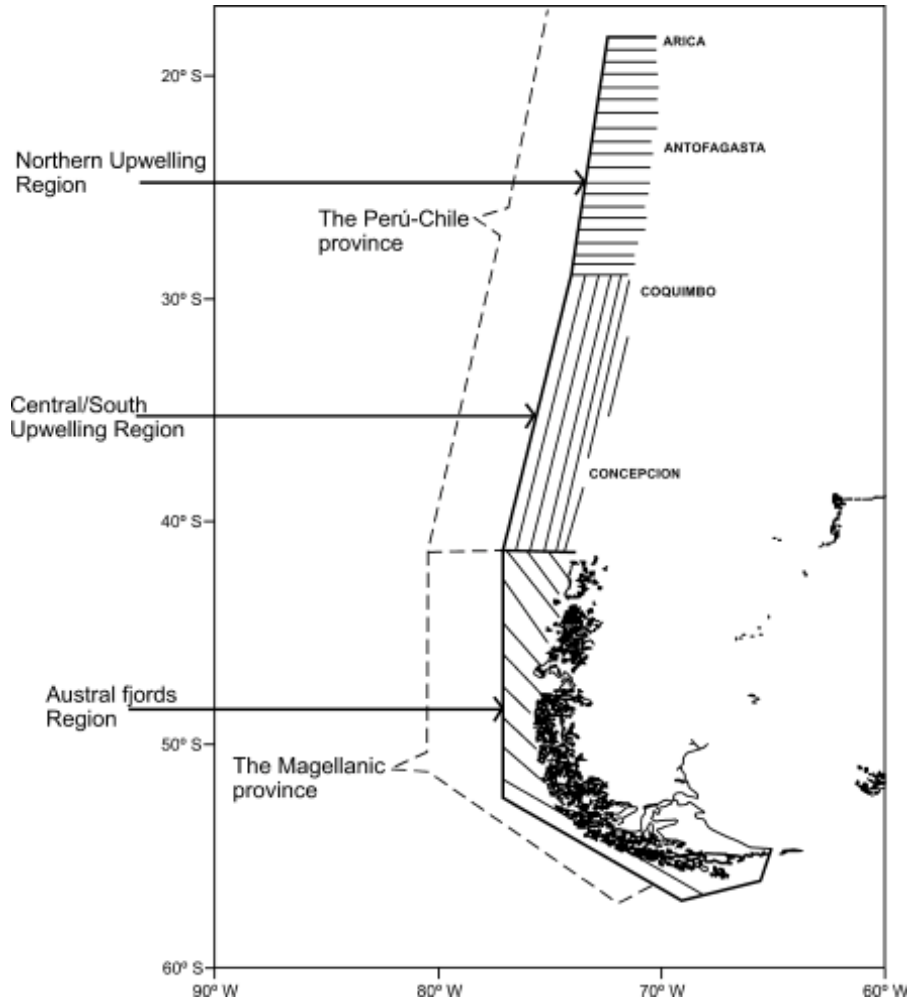 ARICA
20° S
ANTOFAGASTA
Northern Upwelling
Region
The Perú-Chile
province
COQUIMBO
30° S
Central/South
Upwelling Region
CONCEPCION
40° S
Austral fjords
Region
50° S
The Magellanic
province
60° S
90° W
80° W
70° W
60° W